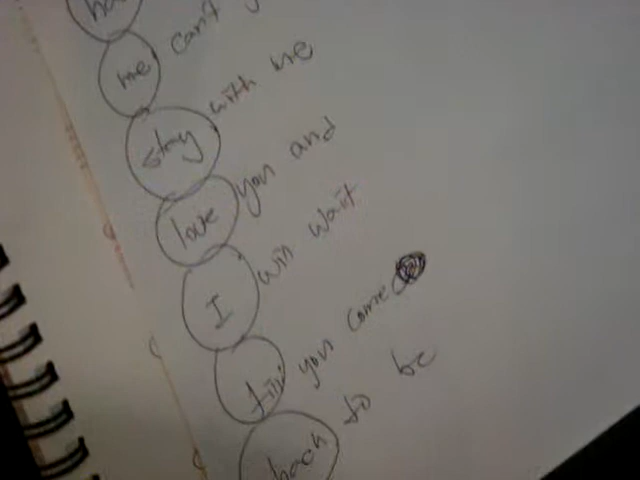 me can't
stay with me
love you and
I will wait
till you come
back to be